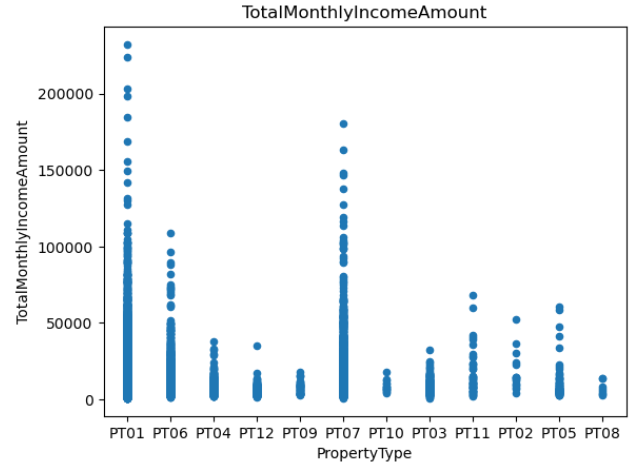 TotalMonthlyIncomeAmount
TotalMonthlyIncomeAmount
200000
150000
100000
50000
0
PT01 PT06 PT04 PT12 PT09 PT07 PT10 PT03 PT11 PT02 PT05 PT08
PropertyType